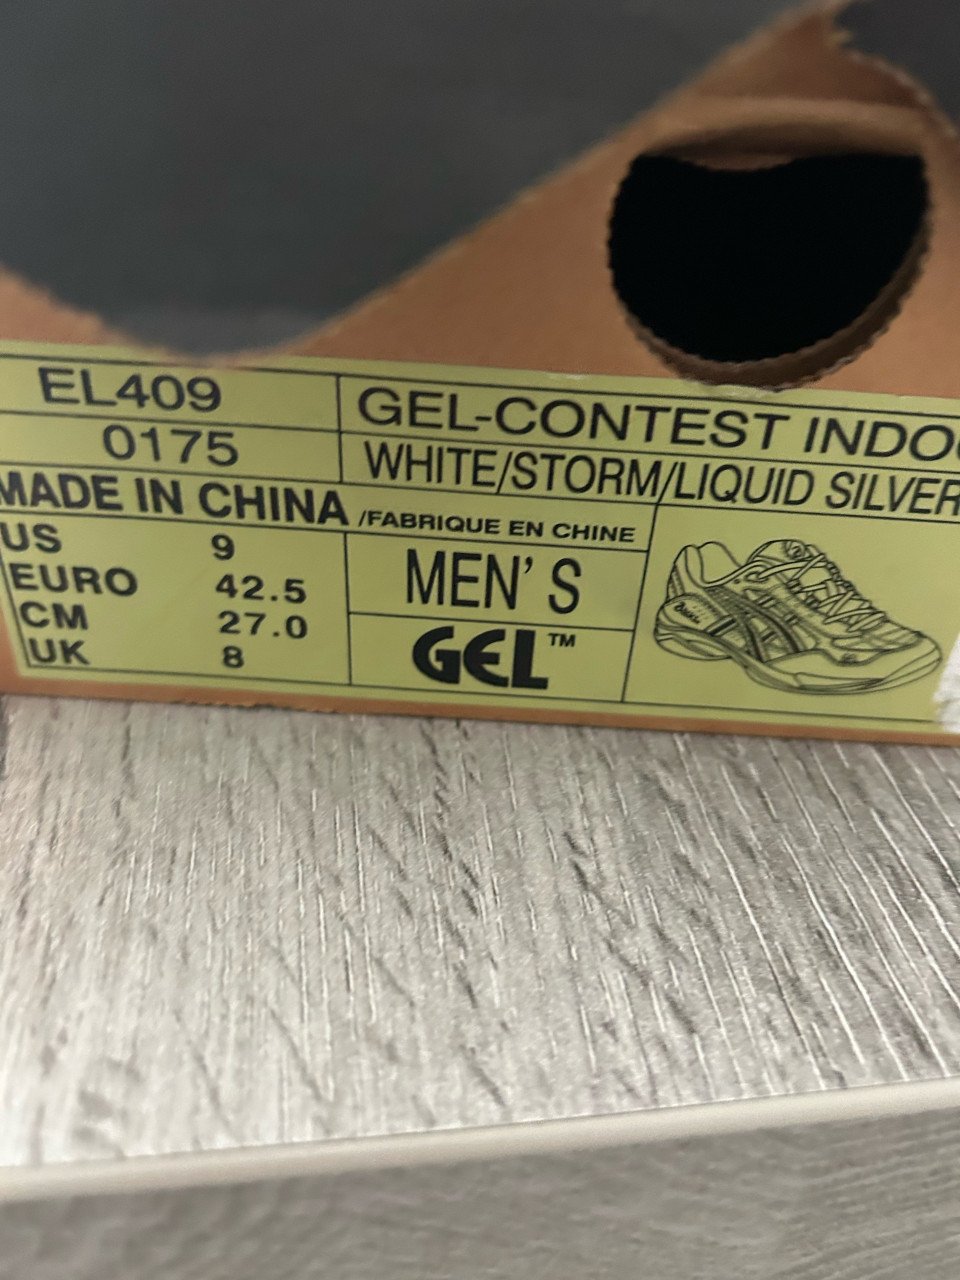 EL409
GEL-CONTEST INDO
0175
WHITE/STORM/LIQUID SILVER
MADE IN CHINA /FABRIQUE EN CHINE
US 9
EURO 42.5
CM 27.0
UK 8
MEN'S
GEL™